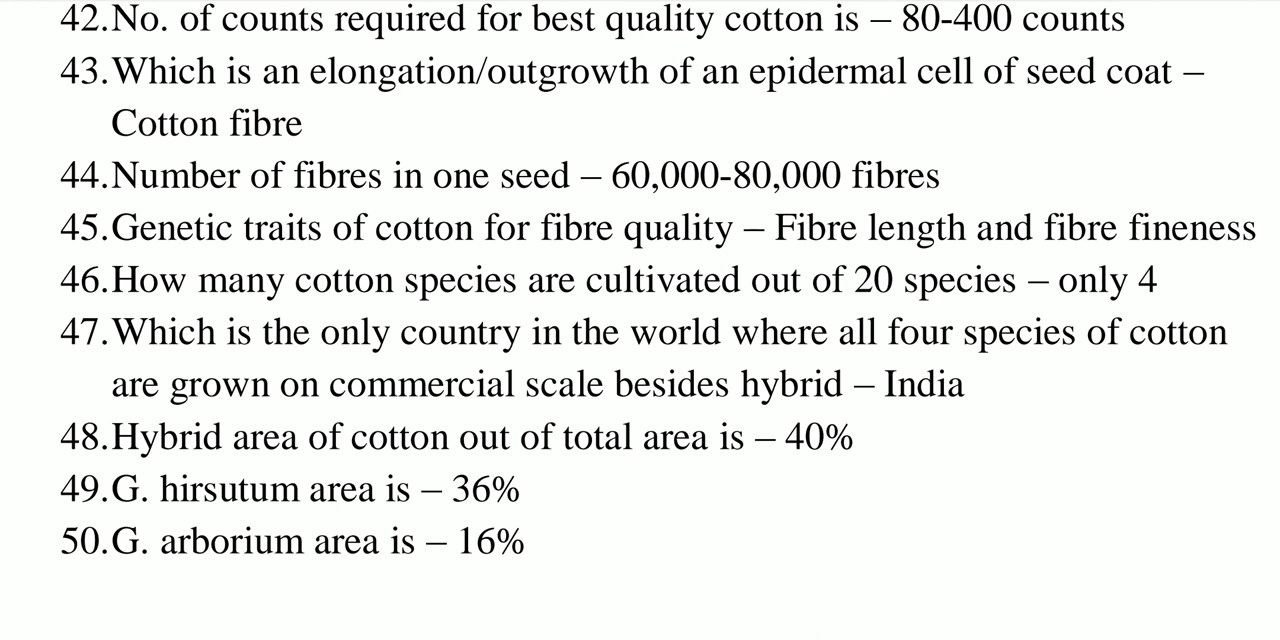 42.No. of counts required for best quality cotton is – 80-400 counts
43.Which is an elongation/outgrowth of an epidermal cell of seed coat –
Cotton fibre
44.Number of fibres in one seed – 60,000-80,000 fibres
45.Genetic traits of cotton for fibre quality – Fibre length and fibre fineness
46.How many cotton species are cultivated out of 20 species – only 4
47.Which is the only country in the world where all four species of cotton
are grown on commercial scale besides hybrid – India
48.Hybrid area of cotton out of total area is – 40%
49.G. hirsutum area is – 36%
50.G. arborium area is – 16%